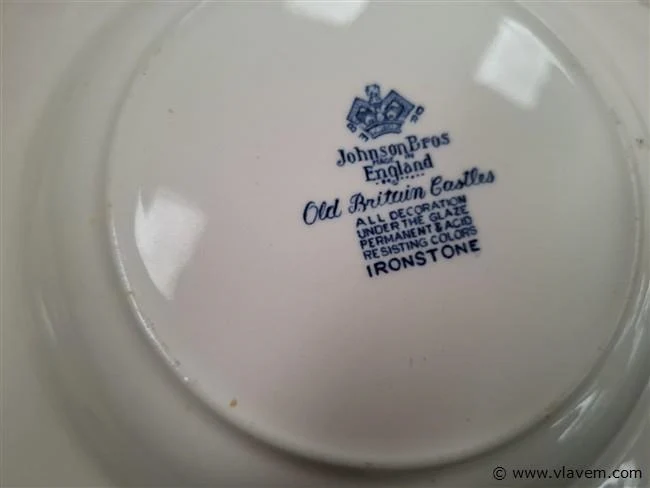 Johnson Bros
MADE IN
England
Old Britain Castles
ALL DECORATION
UNDER THE GLAZE
PERMANENT & ACID
RESISTING COLORS
IRONSTONE
© www.vlavem.com